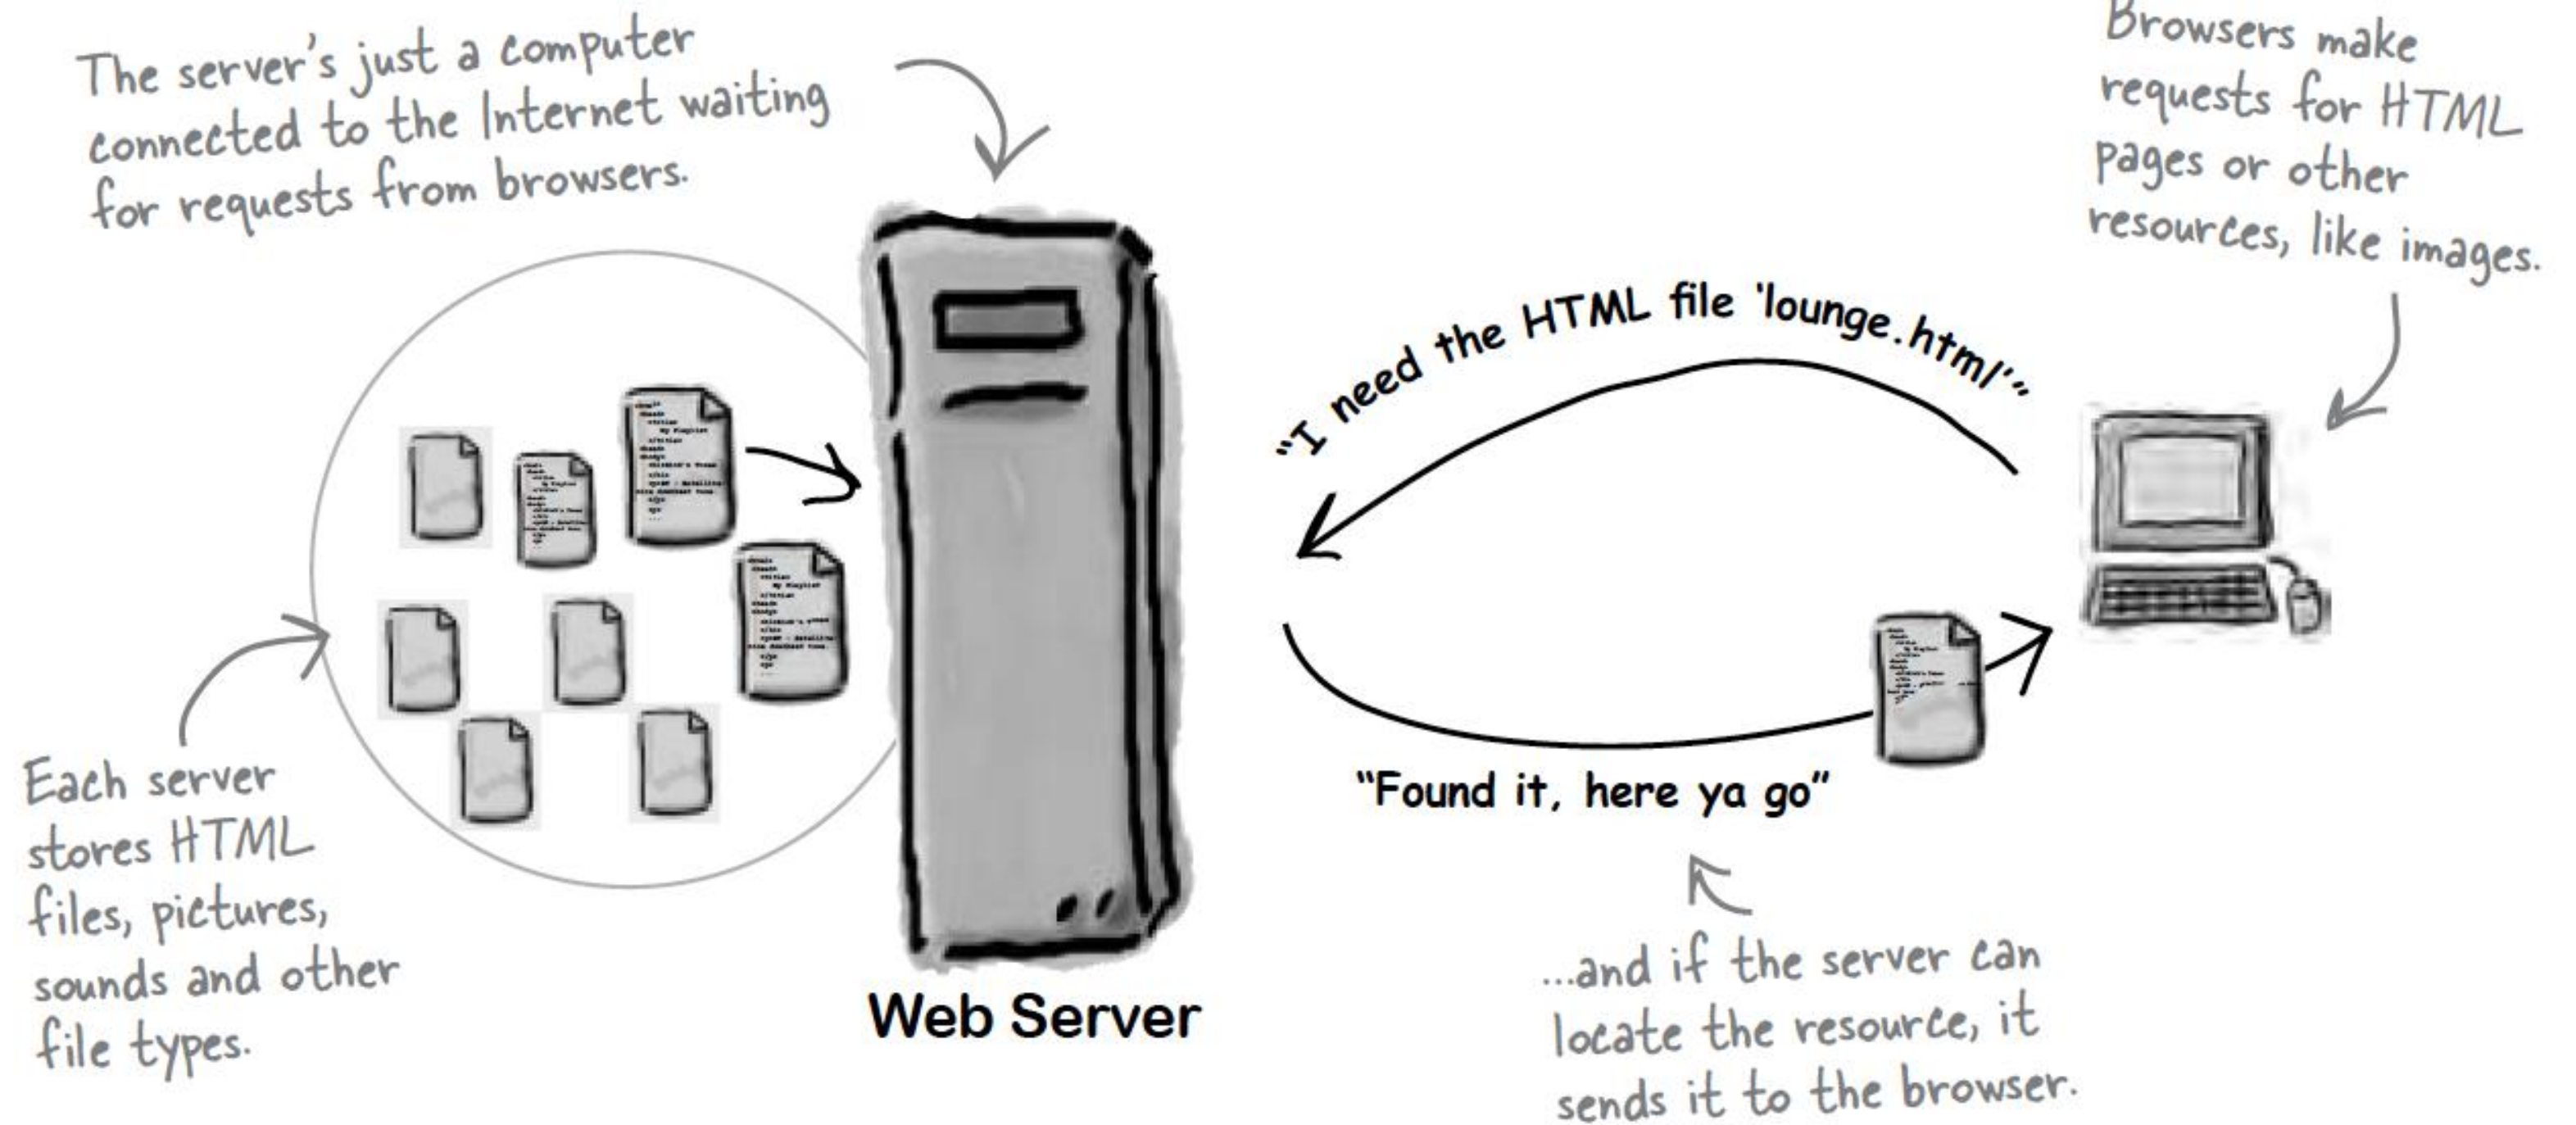 The server's just a computer
connected to the Internet waiting
for requests from browsers.
Browsers make
requests for HTML
pages or other
resources, like images.
“I need the HTML file ‘lounge.html’”
“Found it, here ya go”
Each server
stores HTML
files, pictures,
sounds and other
file types.
Web Server
...and if the server can
locate the resource, it
sends it to the browser.